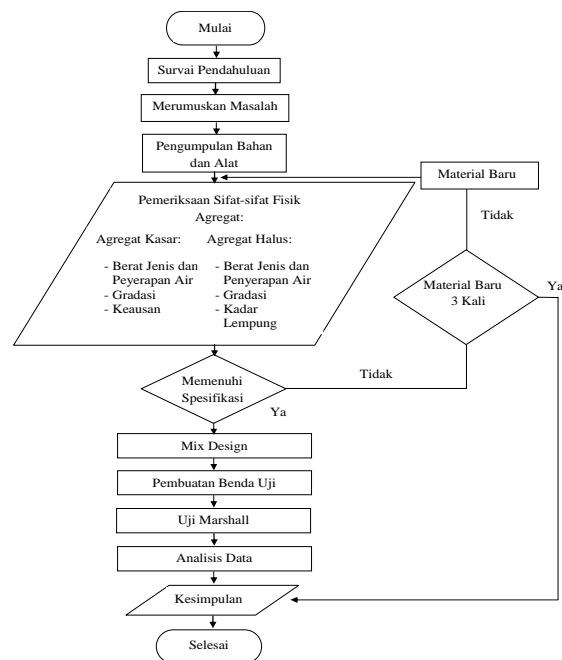 Mulai
Survai Pendahuluan
Merumuskan Masalah
Pengumpulan Bahan
dan Alat
Material Baru
Pemeriksaan Sifat-sifat Fisik
Agregat:
Agregat Kasar:
- Berat Jenis dan
Peyerapan Air
- Gradasi
- Keausan
Agregat Halus:
- Berat Jenis dan
Penyerapan Air
- Gradasi
- Kadar
Lempung
Tidak
Material Baru
3 Kali
Ya
Memenuhi
Spesifikasi
Tidak
Ya
Mix Design
Pembuatan Benda Uji
Uji Marshall
Analisis Data
Kesimpulan
Selesai